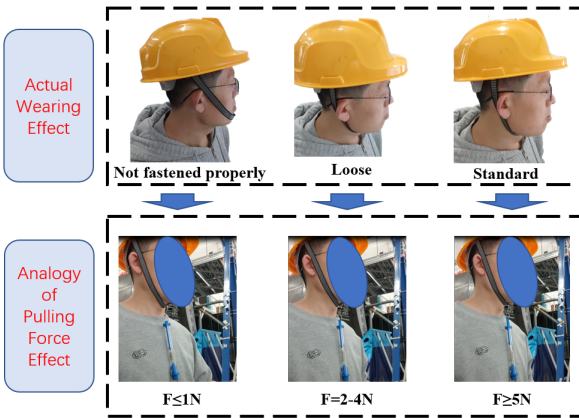 Actual
Wearing
Effect
Not fastened properly
Loose
Standard
Analogy
of
Pulling
Force
Effect
F≤1N
F=2-4N
F≥5N